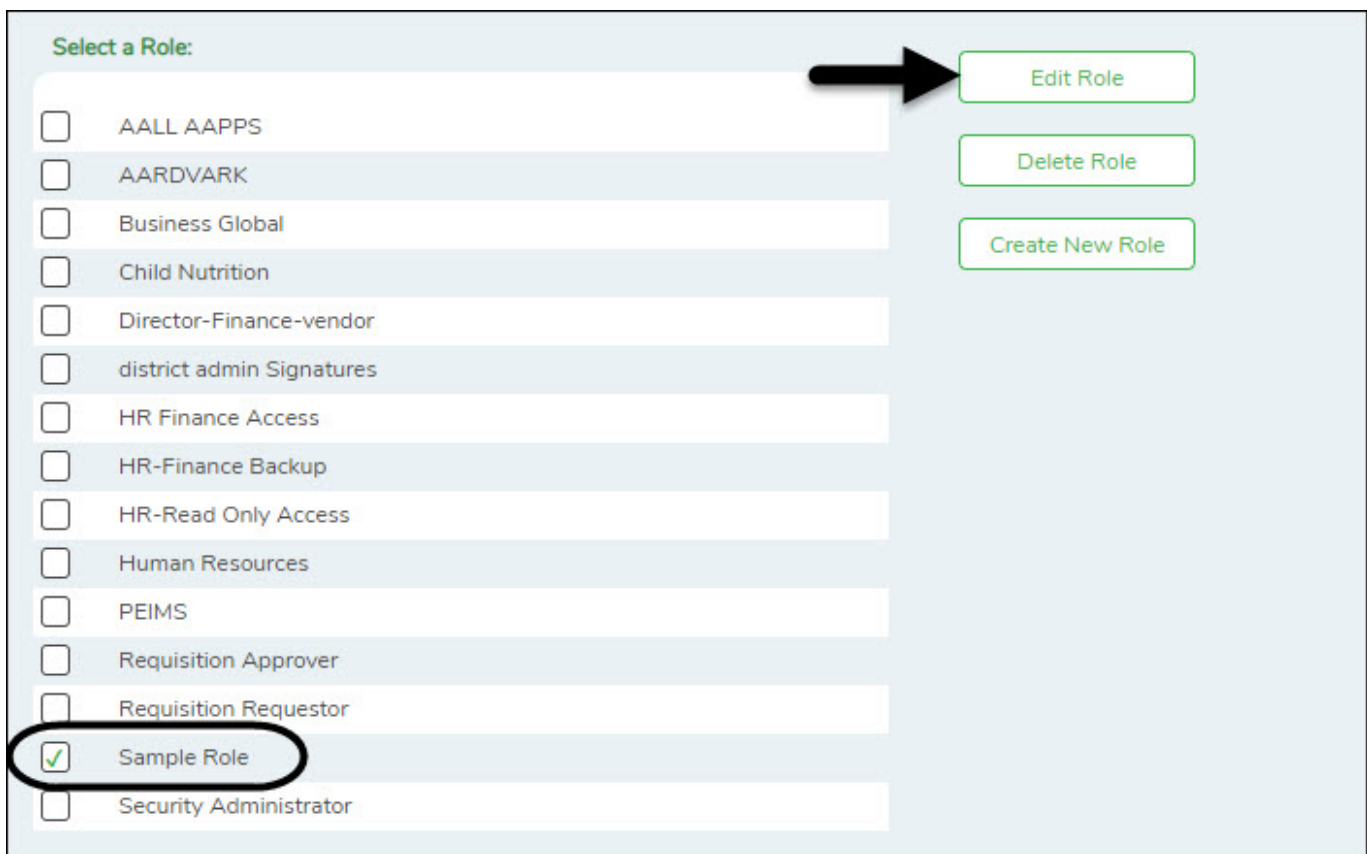 Select a Role:
Edit Role
AALL AAPPS
Delete Role
AARDVARK
Business Global
Create New Role
Child Nutrition
Director-Finance-vendor
district admin Signatures
HR Finance Access
HR-Finance Backup
HR-Read Only Access
Human Resources
PEIMS
Requisition Approver
Requisition Requestor
Sample Role
Security Administrator